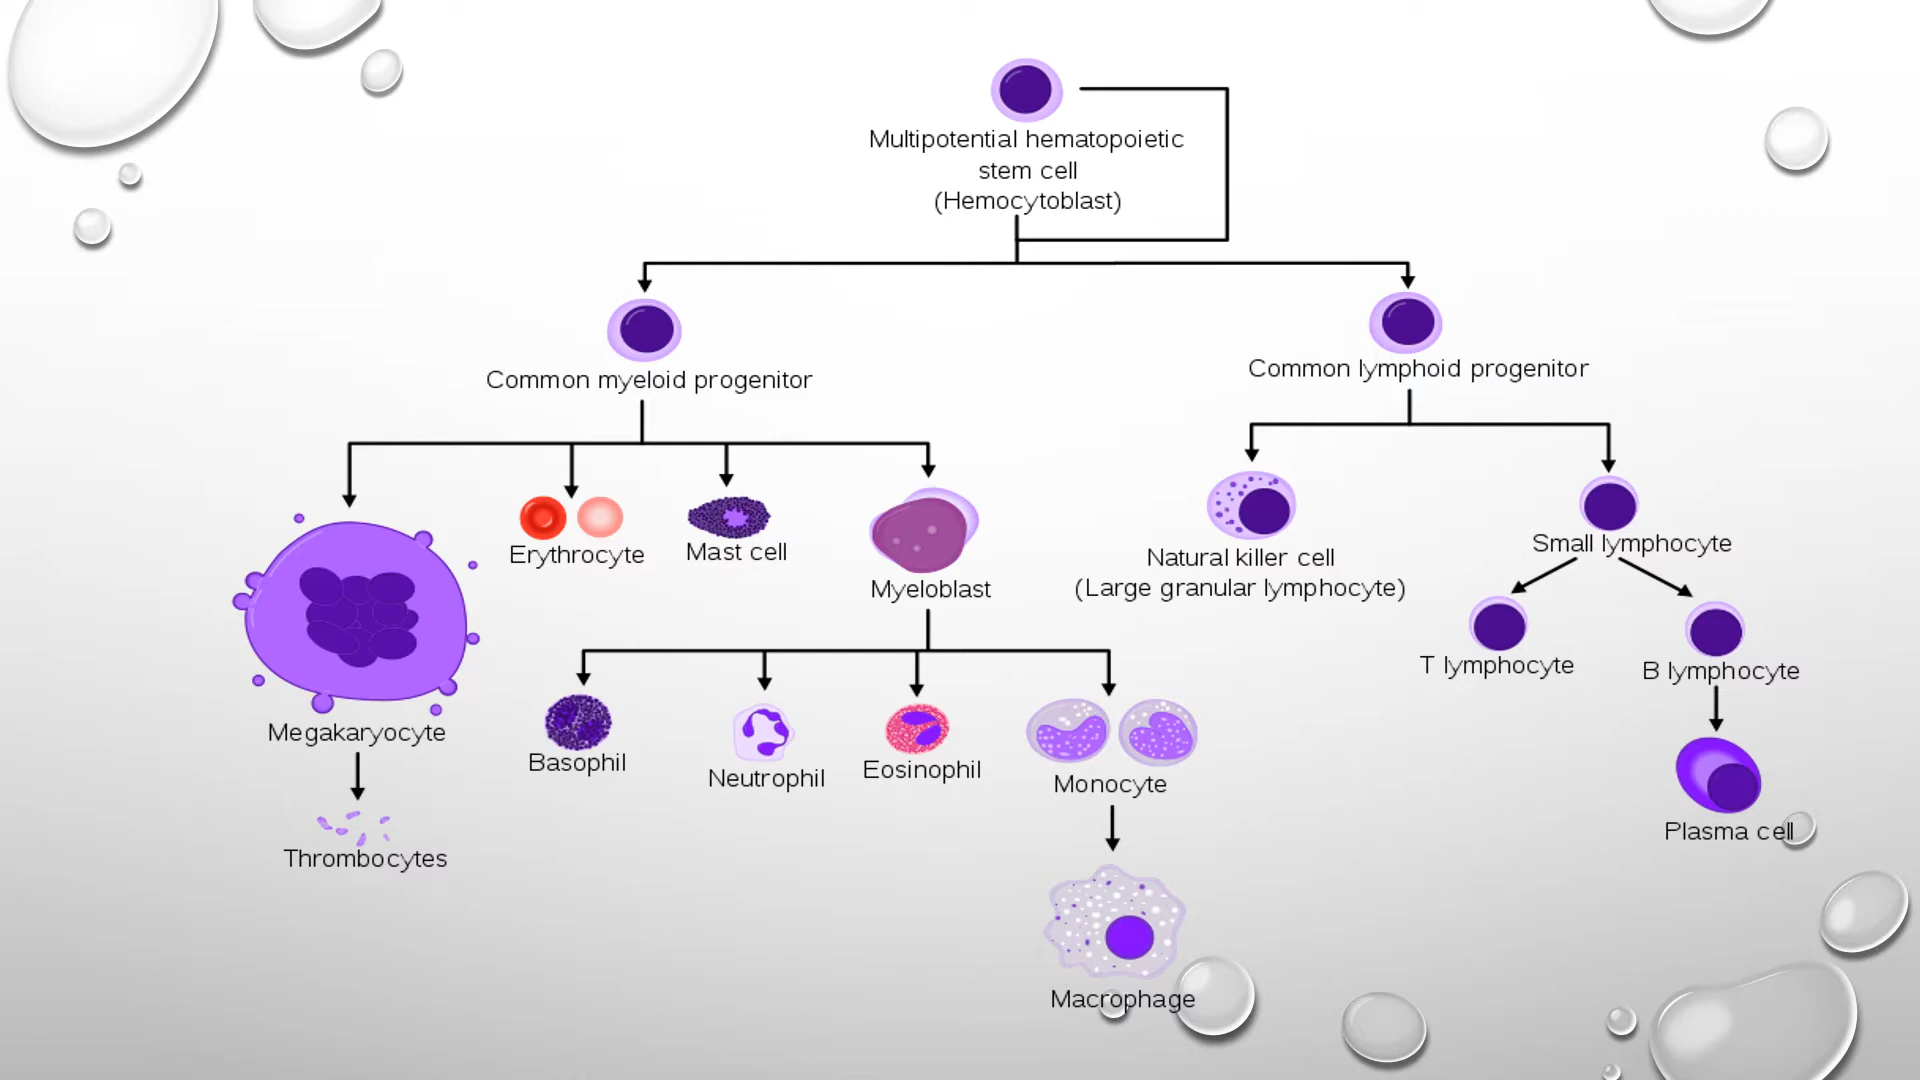 Multipotential hematopoietic
stem cell
(Hemocytoblast)
Common myeloid progenitor
Common lymphoid progenitor
Erythrocyte
Mast cell
Myeloblast
Natural killer cell
(Large granular lymphocyte)
Small lymphocyte
T lymphocyte
B lymphocyte
Megakaryocyte
Basophil
Neutrophil
Eosinophil
Monocyte
Plasma cell
Thrombocytes
Macrophage